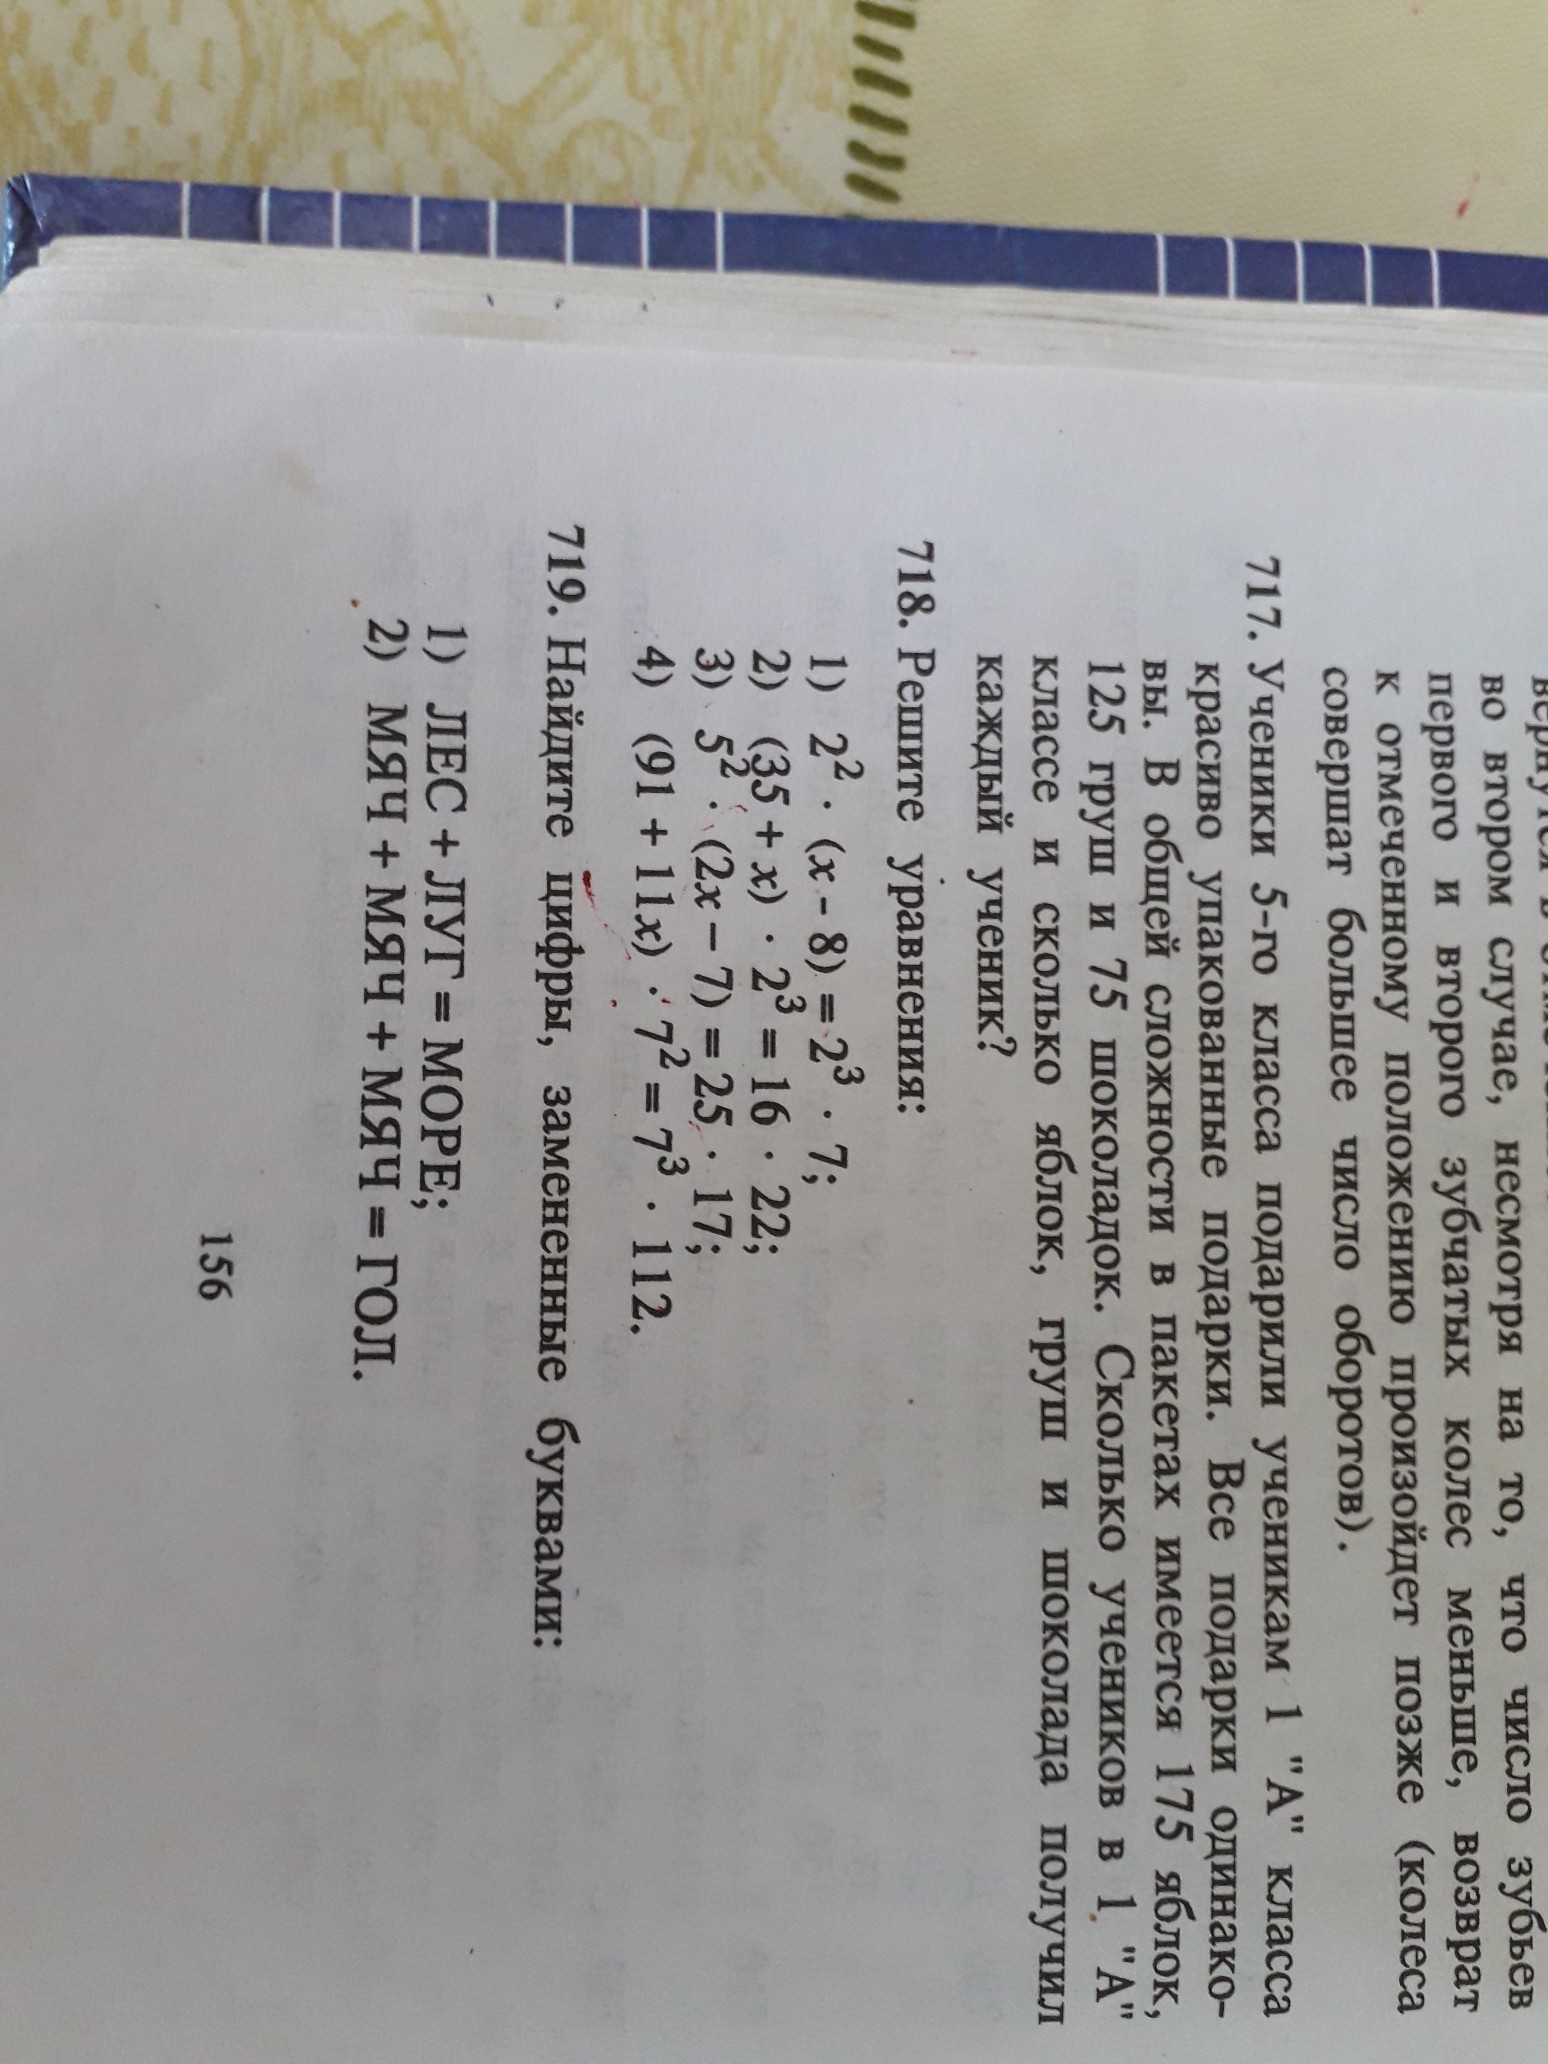 во втором случае, несмотря на то, что число зубьев
первого и второго зубчатых колес меньше, возврат
к отмеченному положению произойдет позже (колеса
совершат большее число оборотов).
717. Ученики 5-го класса подарили ученикам 1 "А" класса
красиво упакованные подарки. Все подарки одинако-
вы. В общей сложности в пакетах имеется 175 яблок,
125 груш и 75 шоколадок. Сколько учеников в 1 "А"
классе и сколько яблок, груш и шоколада получил
каждый ученик?
718. Решите уравнения:
1) 2² · (x - 8) = 2³ · 7;
2) (35 + x) · 2³ = 16 · 22;
3) 5² · (2x – 7) = 25 · 17;
4) (91 + 11x) · 7² = 7³ · 112.
719. Найдите цифры, замененные буквами:
1) ЛЕС + ЛУГ = МОРЕ;
2) МЯЧ + МЯЧ + МЯЧ = ГОЛ.
156